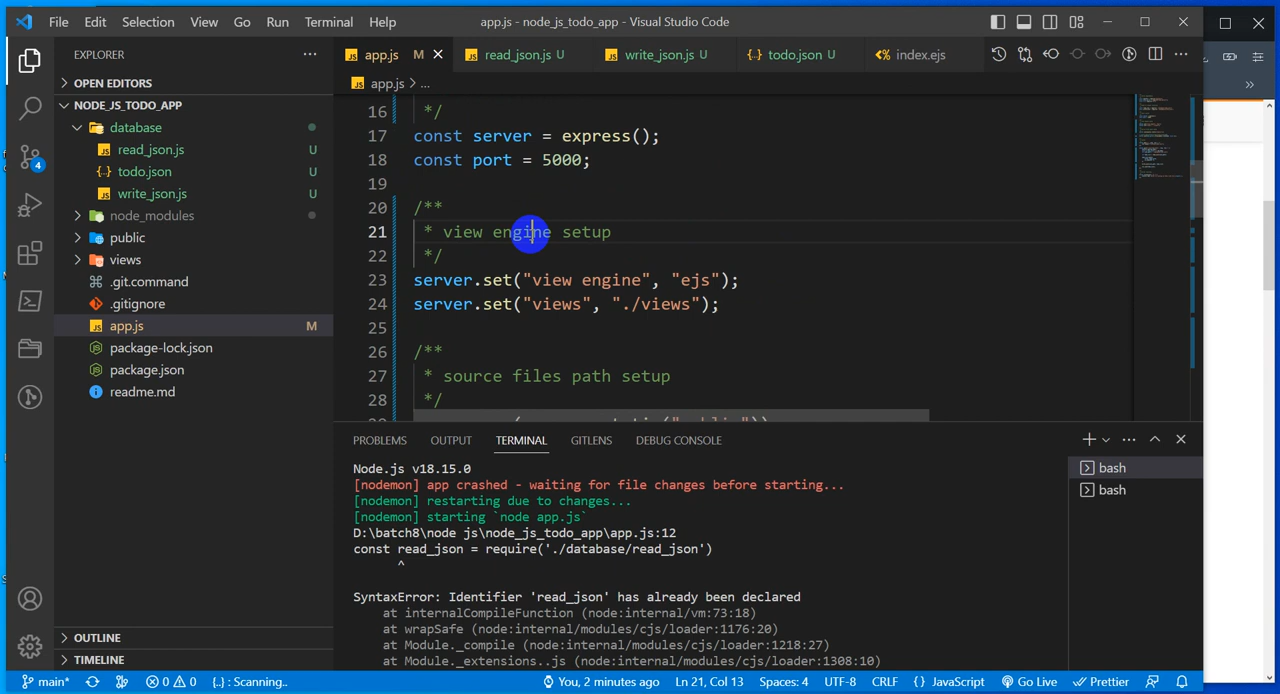 File Edit Selection View Go Run Terminal Help app.js - node_js_todo_app - Visual Studio Code
EXPLORER
OPEN EDITORS
NODE_JS_TODO_APP
database
read_json.js U
todo.json U
write_json.js U
node_modules
public
views
.git.command
.gitignore
app.js M
package-lock.json
package.json
readme.md
OUTLINE
TIMELINE
4
app.js M read_json.js U write_json.js U todo.json U index.ejs
app.js > ...
16 */
17 const server = express();
18 const port = 5000;
19
20 /**
21 * view engine setup
22 */
23 server.set("view engine", "ejs");
24 server.set("views", "./views");
25
26 /**
27 * source files path setup
28 */
PROBLEMS OUTPUT TERMINAL GITLENS DEBUG CONSOLE
Node.js v18.15.0
[nodemon] app crashed - waiting for file changes before starting...
[nodemon] restarting due to changes...
[nodemon] starting `node app.js`
D:\batch8\node js\node_js_todo_app\app.js:12
const read_json = require('./database/read_json')
^
SyntaxError: Identifier 'read_json' has already been declared
at internalCompileFunction (node:internal/vm:73:18)
at wrapSafe (node:internal/modules/cjs/loader:1176:20)
at Module._compile (node:internal/modules/cjs/loader:1218:27)
at Module._extensions..js (node:internal/modules/cjs/loader:1308:10)
bash
bash
main* 0 0 {..} : Scanning.. You, 2 minutes ago Ln 21, Col 13 Spaces: 4 UTF-8 CRLF {} JavaScript Go Live Prettier